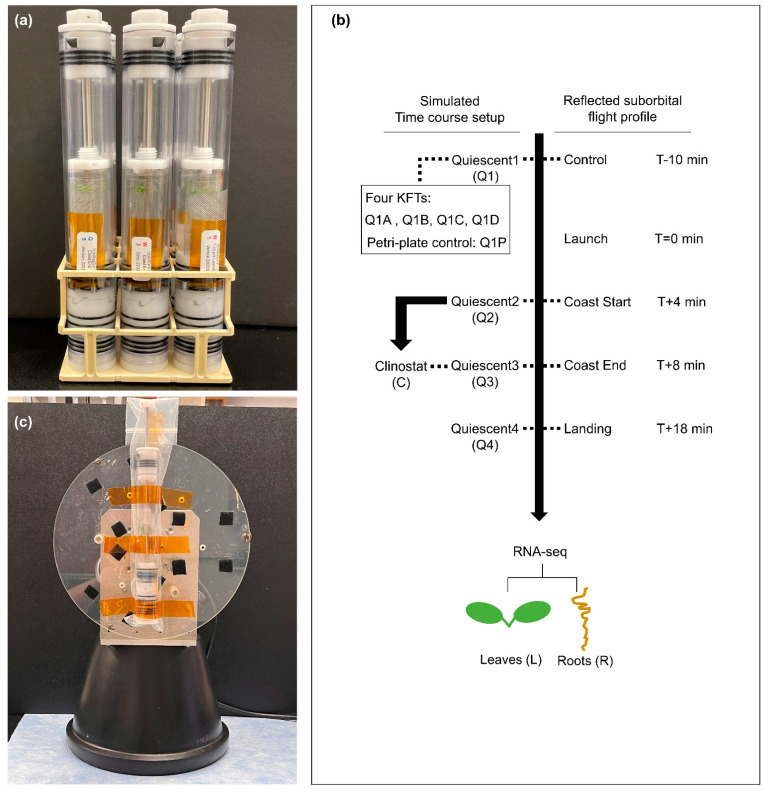 (a)
(b)
Simulated
Time course setup
Reflected suborbital
flight profile
Quiescent1
(Q1)
Control
T-10 min
Four KFTs:
Q1A , Q1B, Q1C, Q1D
Petri-plate control: Q1P
Launch
T=0 min
Quiescent2
(Q2)
Coast Start
T+4 min
Clinostat
(C)
Quiescent3
(Q3)
Coast End
T+8 min
Quiescent4
(Q4)
Landing
T+18 min
RNA-seq
Leaves (L)
Roots (R)
(c)